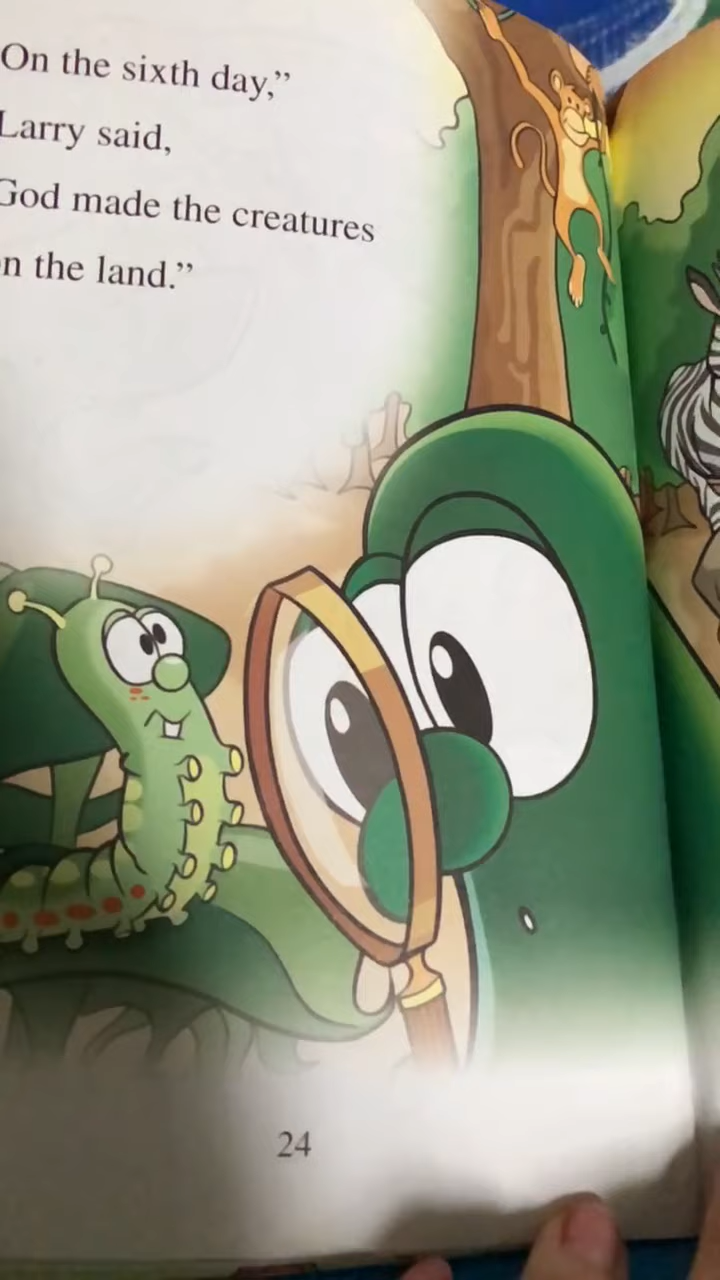 On the sixth day,”
Larry said,
God made the creatures
n the land.”
24